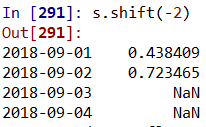 In [291]: s.shift(-2)
Out[291]:
2018-09-01    0.438409
2018-09-02    0.723465
2018-09-03         NaN
2018-09-04         NaN